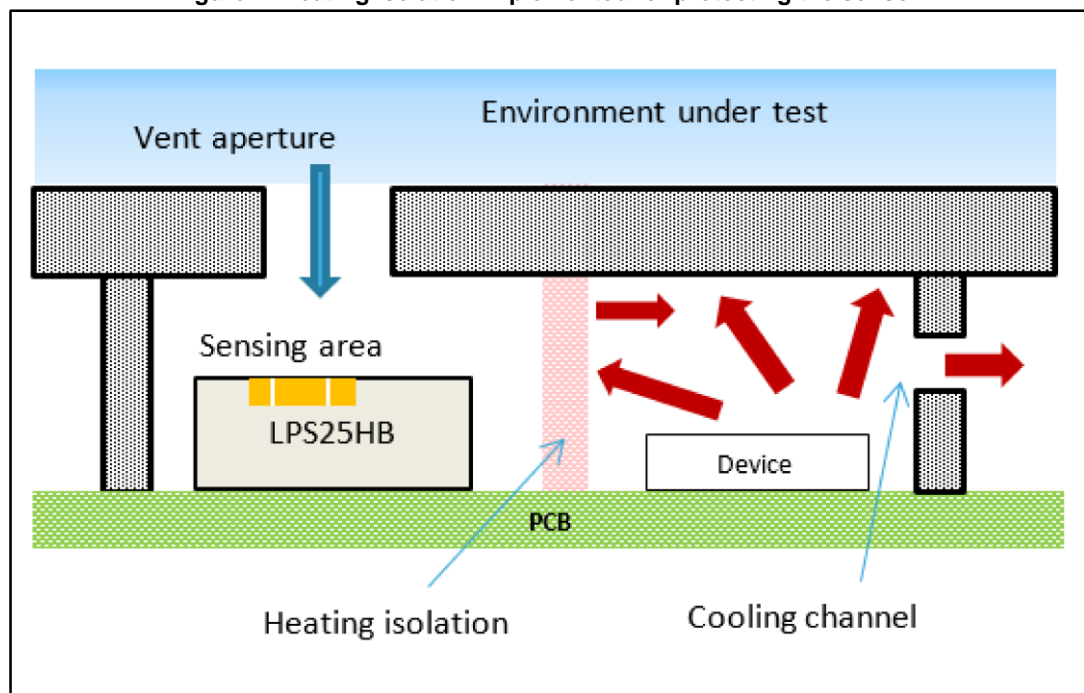 Environment under test
Vent aperture
Sensing area
LPS25HB
Device
PCB
Heating isolation
Cooling channel